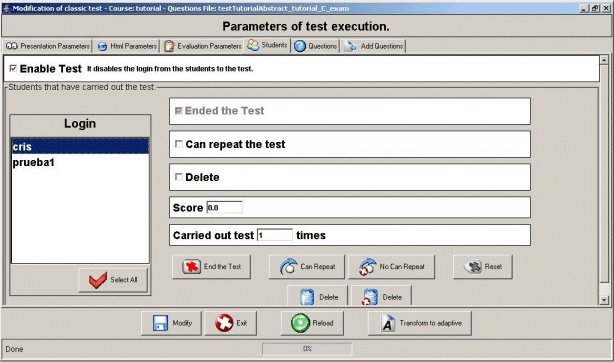 Modification of classic test - Course: tutorial - Questions File: testTutorialAbstract_tutorial_C_exam
Parameters of test execution.
Presentation Parameters Html Parameters Evaluation Parameters Students Questions Add Questions
Enable Test It disables the login from the students to the test.
Students that have carried out the test.
Login
cris
prueba1
Select All
Ended the Test
Can repeat the test
Delete
Score 0.0
Carried out test 1 times
End the Test Can Repeat No Can Repeat Reset
Delete Delete
Modify Exit Reload Transform to adaptive
Done 0%